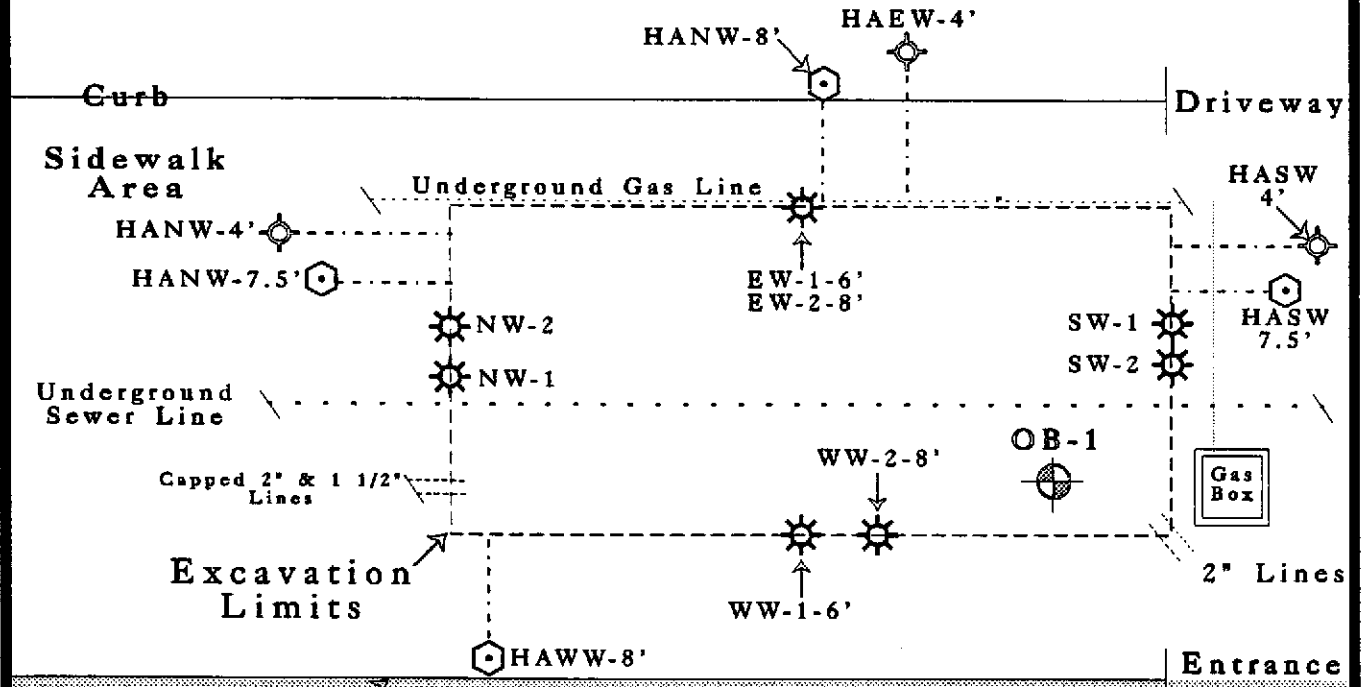 HAEW-4'
HANW-8'
Curb
Driveway
Sidewalk
Area
Underground Gas Line
HASW
4'
HANW-4'
HANW-7.5'
EW-1-6'
EW-2-8'
HASW
7.5'
NW-2
SW-1
NW-1
SW-2
Underground
Sewer Line
OB-1
WW-2-8'
Capped 2" & 1 1/2"
Lines
Gas
Box
Excavation
Limits
2" Lines
WW-1-6'
HAWW-8'
Entrance